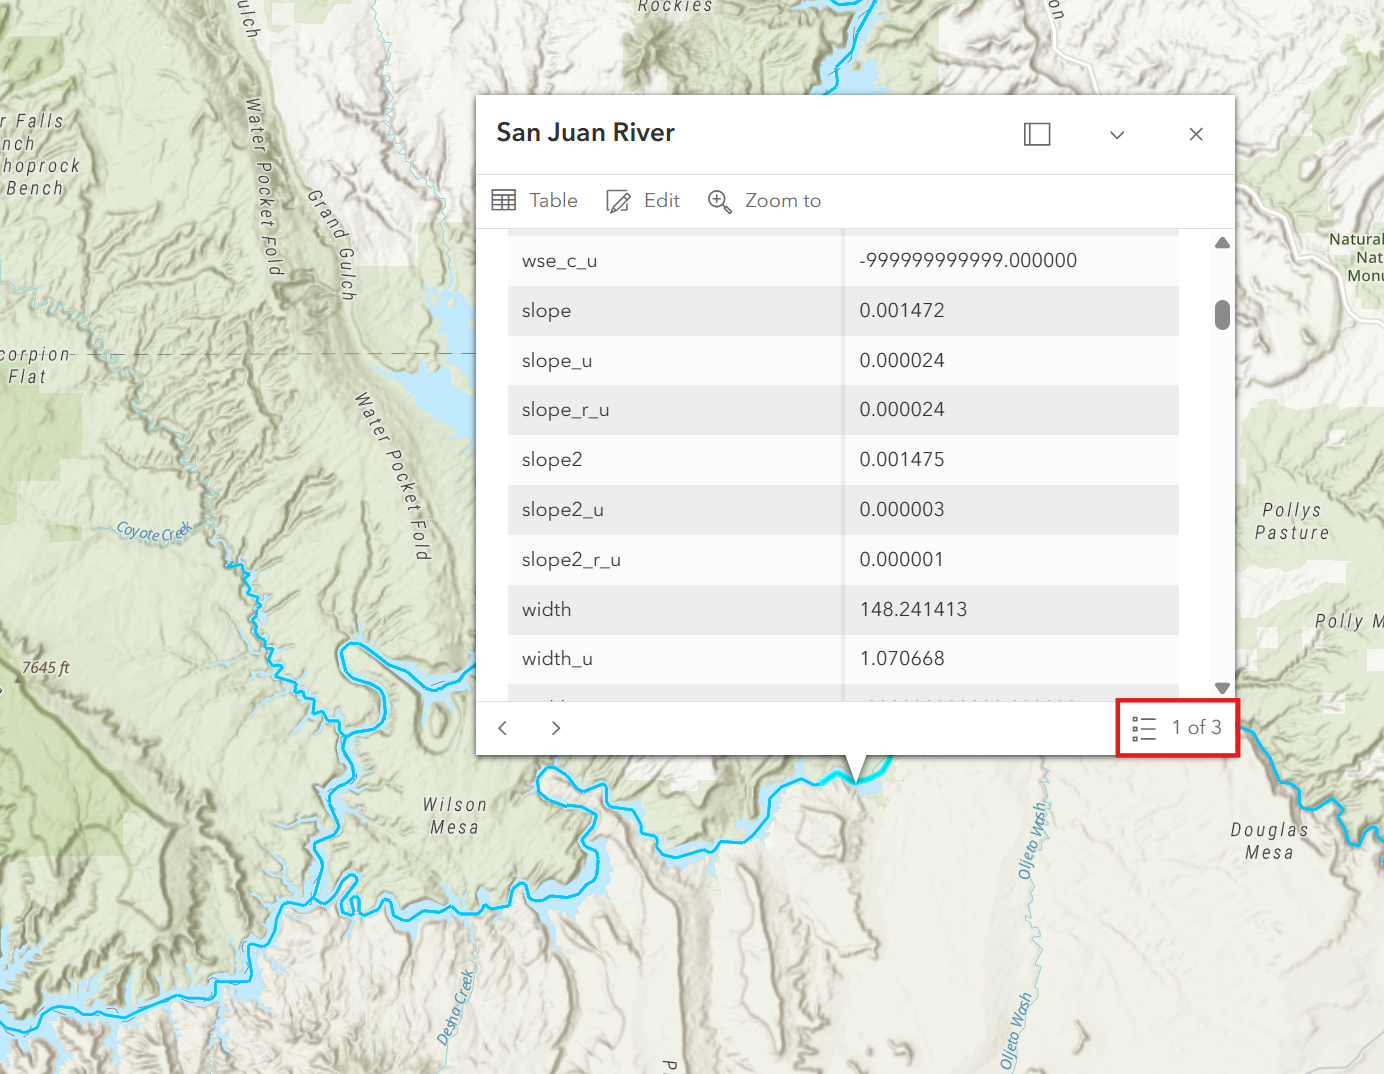 Rockies
San Juan River
Table Edit Zoom to
wse_c_u -999999999999.000000
slope 0.001472
slope_u 0.000024
slope_r_u 0.000024
slope2 0.001475
slope2_u 0.000003
slope2_r_u 0.000001
width 148.241413
width_u 1.070668
1 of 3
ulch
on
r Falls
nch
hoprock
Bench
Water Pocket Fold
Grand Gulch
corpion
Flat
Water Pocket Fold
Coyote Creek
7645 ft
Wilson
Mesa
Desha Creek
Oljeto Wash
Oljeto Wash
Douglas
Mesa
Natural
Nat
Monu
Pollys
Pasture
Polly M
P